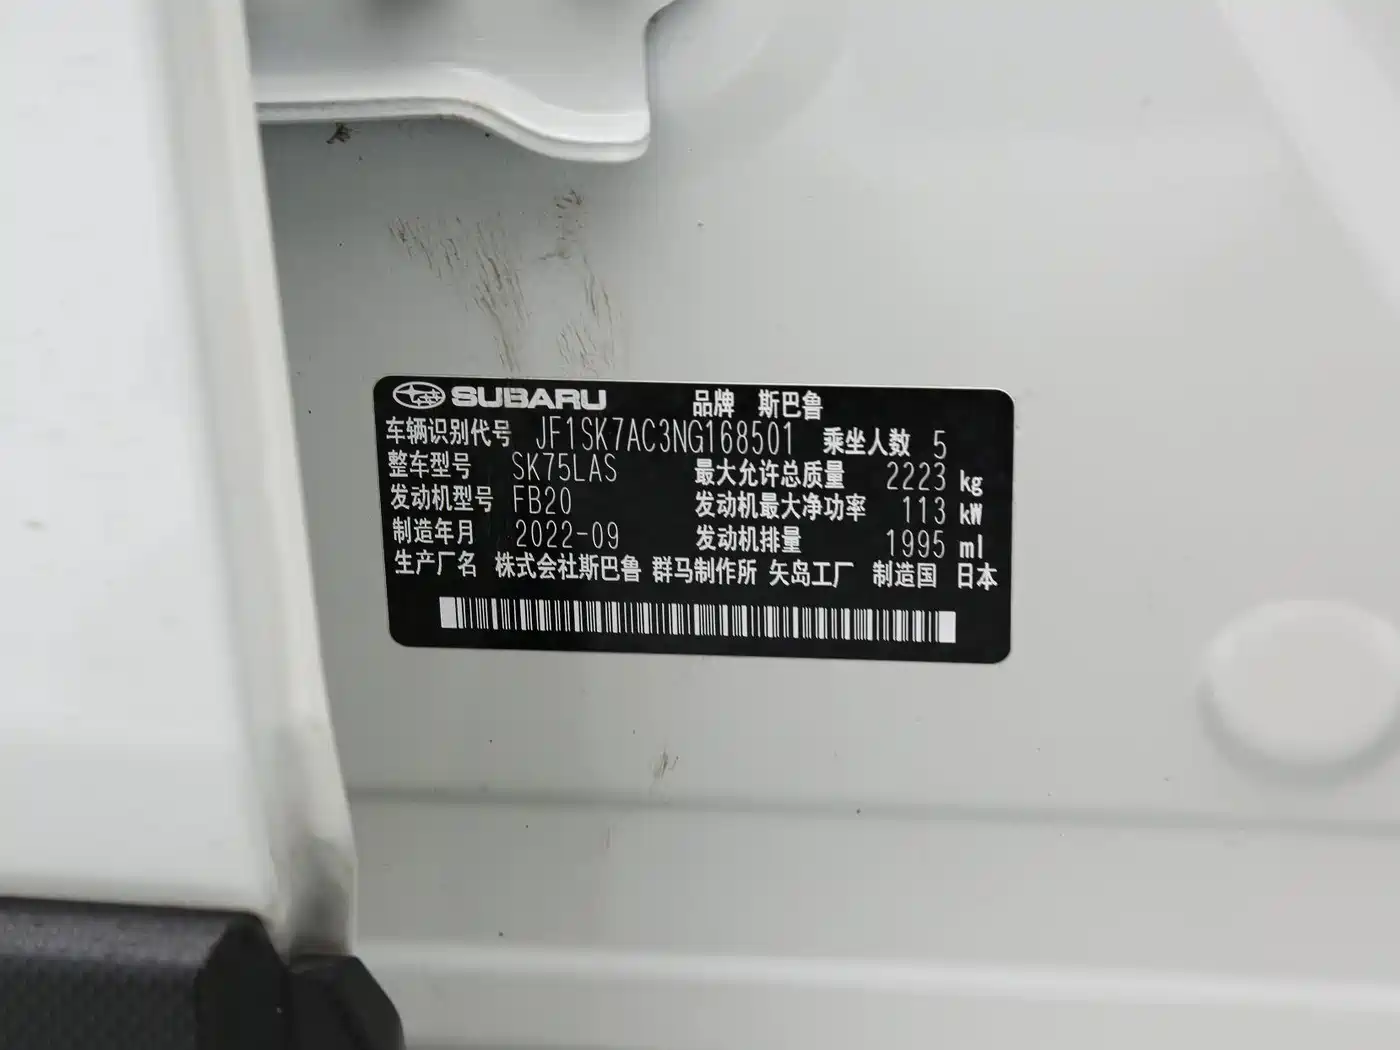 SUBARU 品牌 斯巴鲁
车辆识别代号 JF1SK7AC3NG168501 乘坐人数 5
整车型号 SK75LAS 最大允许总质量 2223 kg
发动机型号 FB20 发动机最大净功率 113 kW
制造年月 2022-09 发动机排量 1995 ml
生产厂名 株式会社斯巴鲁 群马制作所 矢岛工厂 制造国 日本